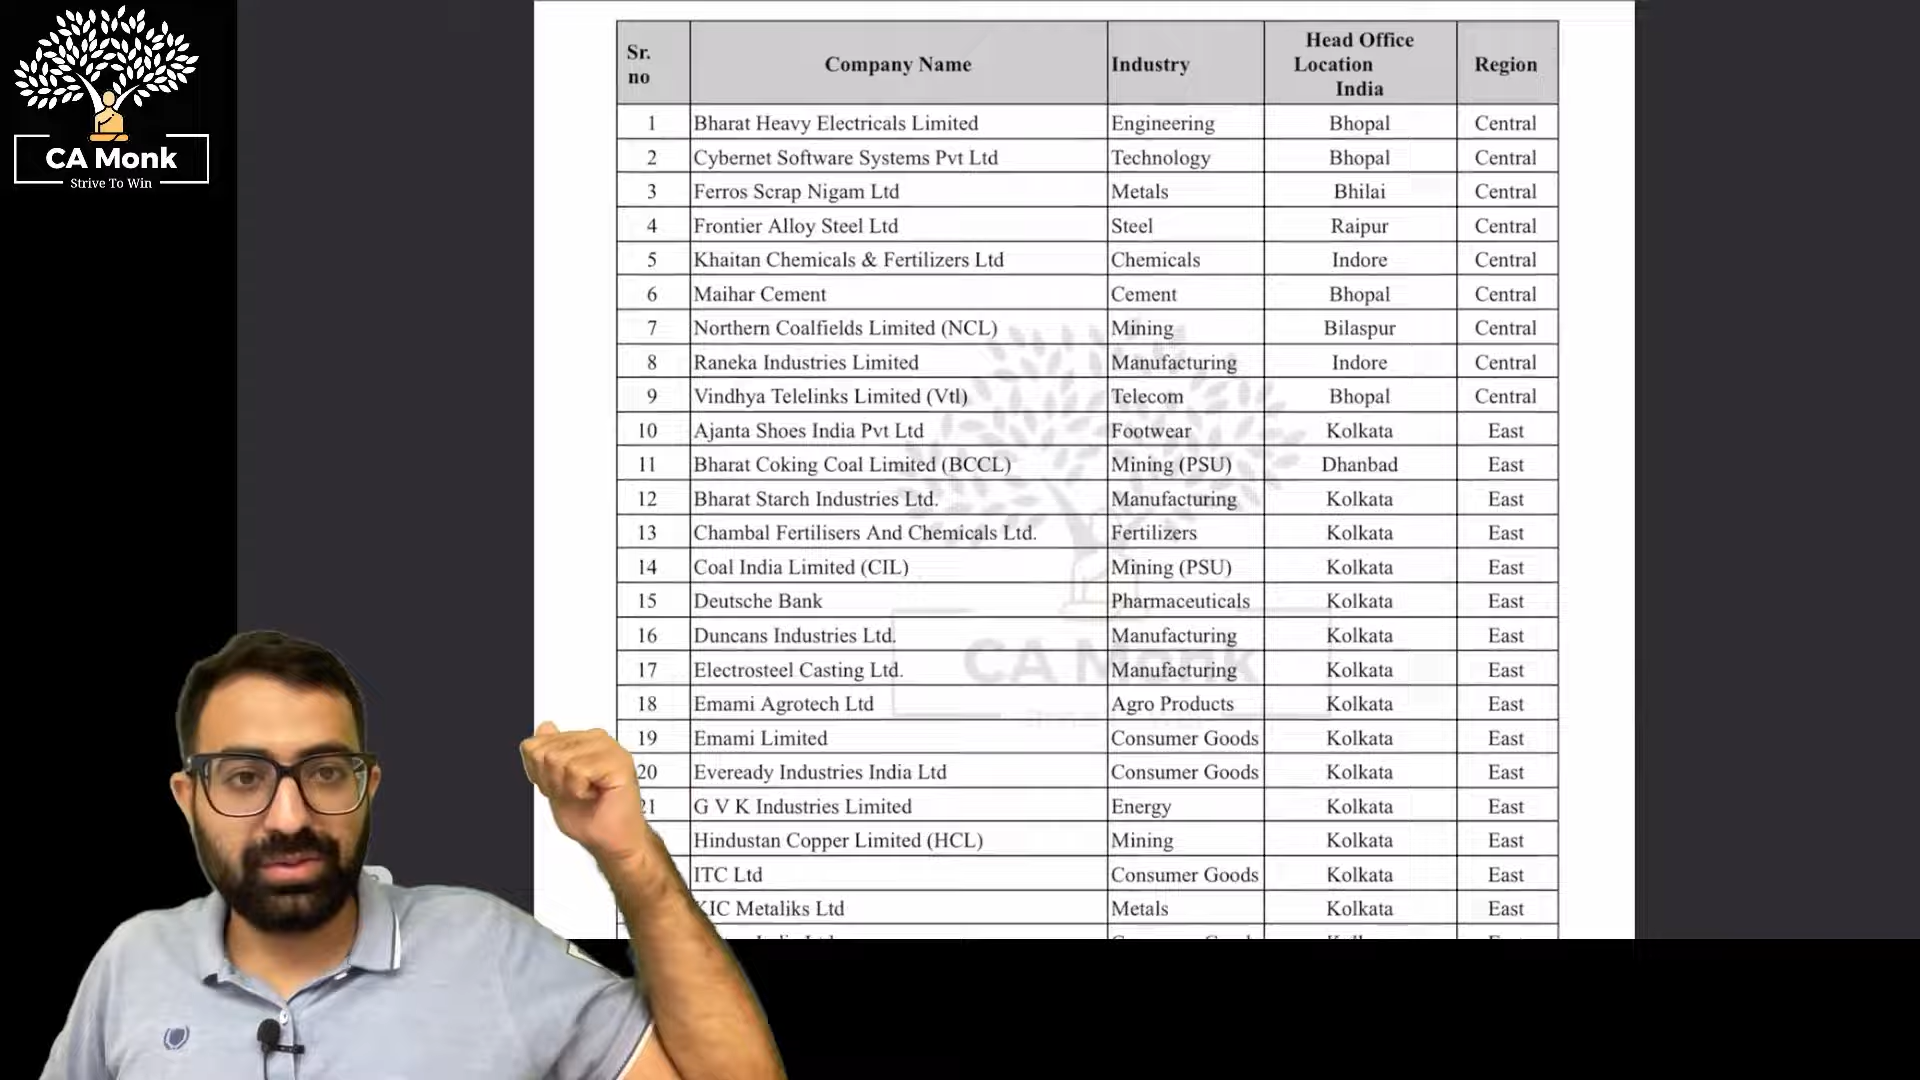 CA Monk
Strive To Win
Sr. no Company Name Industry Head Office Location India Region
1 Bharat Heavy Electricals Limited Engineering Bhopal Central
2 Cybernet Software Systems Pvt Ltd Technology Bhopal Central
3 Ferros Scrap Nigam Ltd Metals Bhilai Central
4 Frontier Alloy Steel Ltd Steel Raipur Central
5 Khaitan Chemicals & Fertilizers Ltd Chemicals Indore Central
6 Maihar Cement Cement Bhopal Central
7 Northern Coalfields Limited (NCL) Mining Bilaspur Central
8 Raneka Industries Limited Manufacturing Indore Central
9 Vindhya Telelinks Limited (Vtl) Telecom Bhopal Central
10 Ajanta Shoes India Pvt Ltd Footwear Kolkata East
11 Bharat Coking Coal Limited (BCCL) Mining (PSU) Dhanbad East
12 Bharat Starch Industries Ltd. Manufacturing Kolkata East
13 Chambal Fertilisers And Chemicals Ltd. Fertilizers Kolkata East
14 Coal India Limited (CIL) Mining (PSU) Kolkata East
15 Deutsche Bank Pharmaceuticals Kolkata East
16 Duncans Industries Ltd. Manufacturing Kolkata East
17 Electrosteel Casting Ltd. Manufacturing Kolkata East
18 Emami Agrotech Ltd Agro Products Kolkata East
19 Emami Limited Consumer Goods Kolkata East
20 Eveready Industries India Ltd Consumer Goods Kolkata East
21 G V K Industries Limited Energy Kolkata East
Hindustan Copper Limited (HCL) Mining Kolkata East
ITC Ltd Consumer Goods Kolkata East
KIC Metaliks Ltd Metals Kolkata East
CA Monk